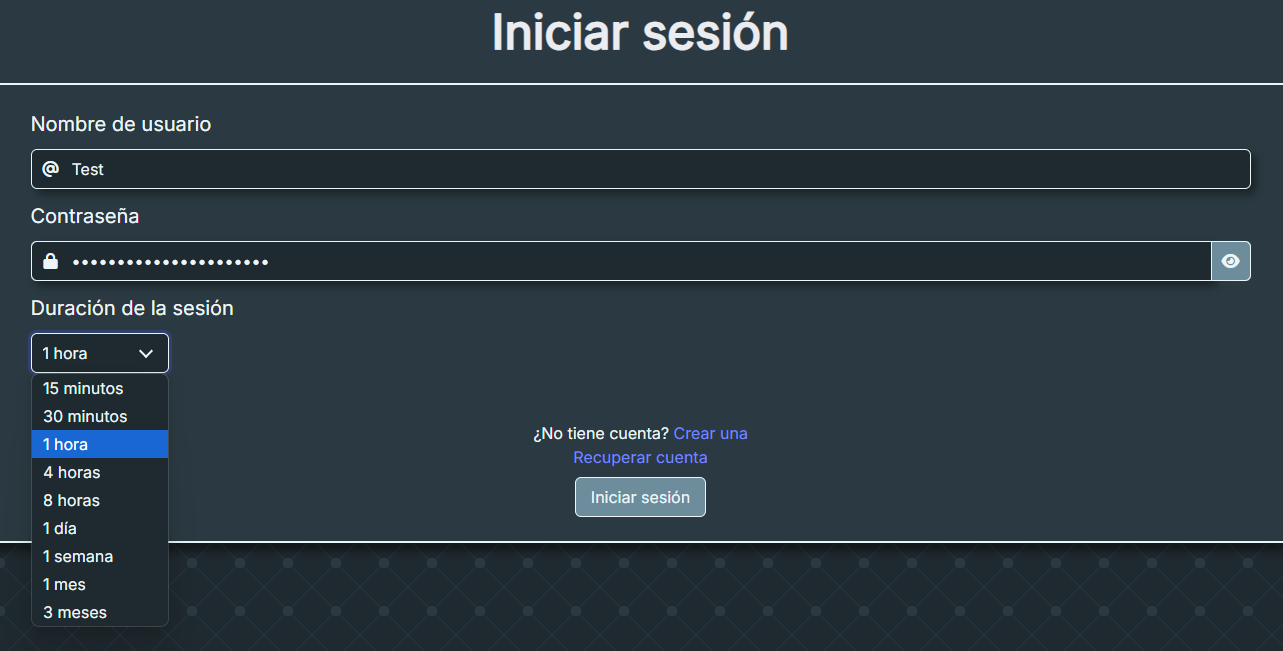 Iniciar sesión
Nombre de usuario
@ Test
Contraseña
••••••••••••••••••••••
Duración de la sesión
1 hora
15 minutos
30 minutos
1 hora
4 horas
8 horas
1 día
1 semana
1 mes
3 meses
¿No tiene cuenta? Crear una
Recuperar cuenta
Iniciar sesión